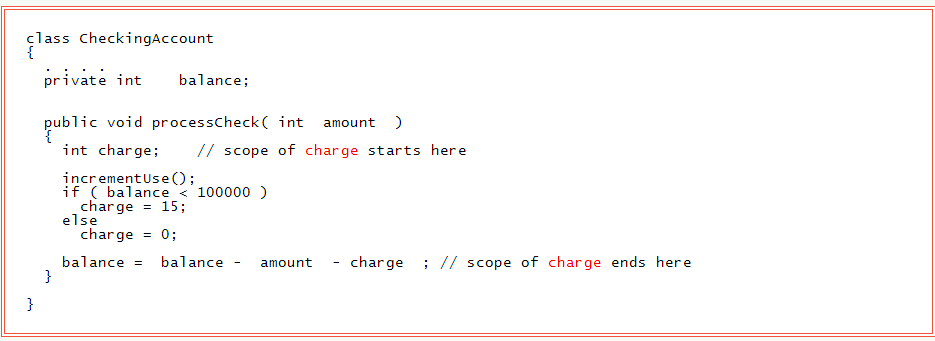 class CheckingAccount
{
  . . . .
  private int    balance;
  public void processCheck( int  amount  )
  {
    int charge;    // scope of charge starts here
    incrementUse();
    if ( balance < 100000 )
      charge = 15;
    else
      charge = 0;
    balance =  balance -  amount  - charge  ; // scope of charge ends here
  }
}